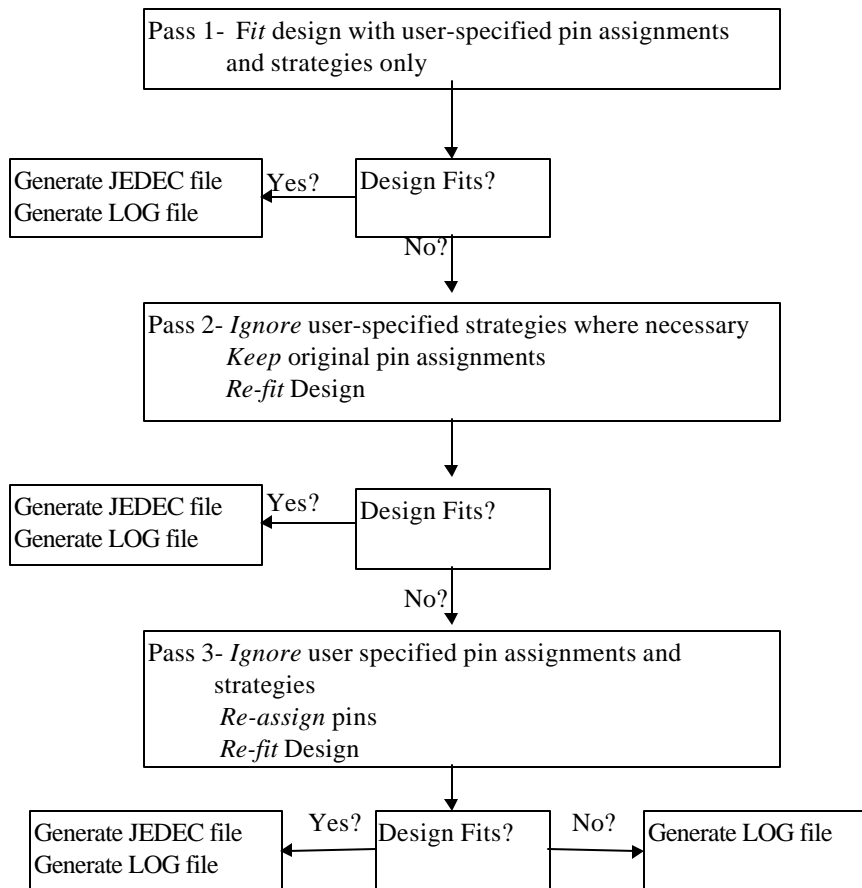 Pass 1- Fit design with user-specified pin assignments
and strategies only
Generate JEDEC file
Generate LOG file
Yes?
Design Fits?
No?
Pass 2- Ignore user-specified strategies where necessary
Keep original pin assignments
Re-fit Design
Generate JEDEC file
Generate LOG file
Yes?
Design Fits?
No?
Pass 3- Ignore user specified pin assignments and
strategies
Re-assign pins
Re-fit Design
Generate JEDEC file
Generate LOG file
Yes?
Design Fits?
No?
Generate LOG file